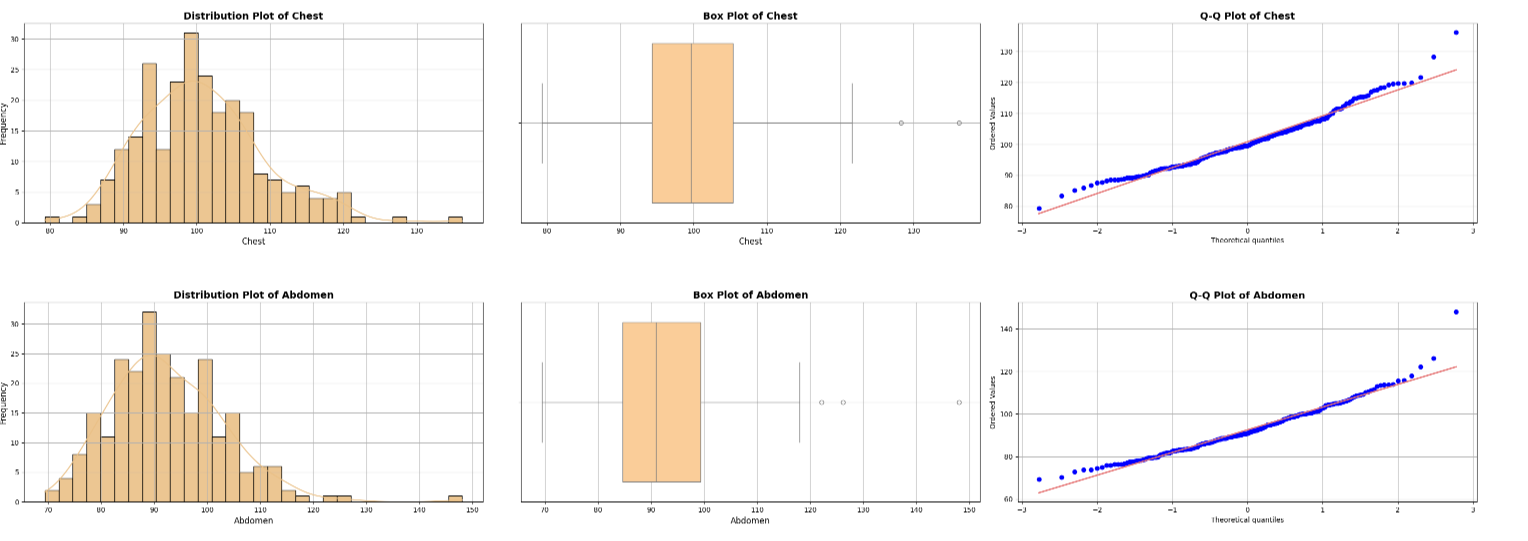 Distribution Plot of Chest
Frequency
30
25
20
15
10
5
0
80 90 100 110 120 130
Chest
Box Plot of Chest
80 90 100 110 120 130
Chest
Q-Q Plot of Chest
Ordered Values
130
120
110
100
90
80
−3 −2 −1 0 1 2 3
Theoretical quantiles
Distribution Plot of Abdomen
Frequency
30
25
20
15
10
5
0
70 80 90 100 110 120 130 140 150
Abdomen
Box Plot of Abdomen
70 80 90 100 110 120 130 140 150
Abdomen
Q-Q Plot of Abdomen
Ordered Values
140
120
100
80
60
−3 −2 −1 0 1 2 3
Theoretical quantiles